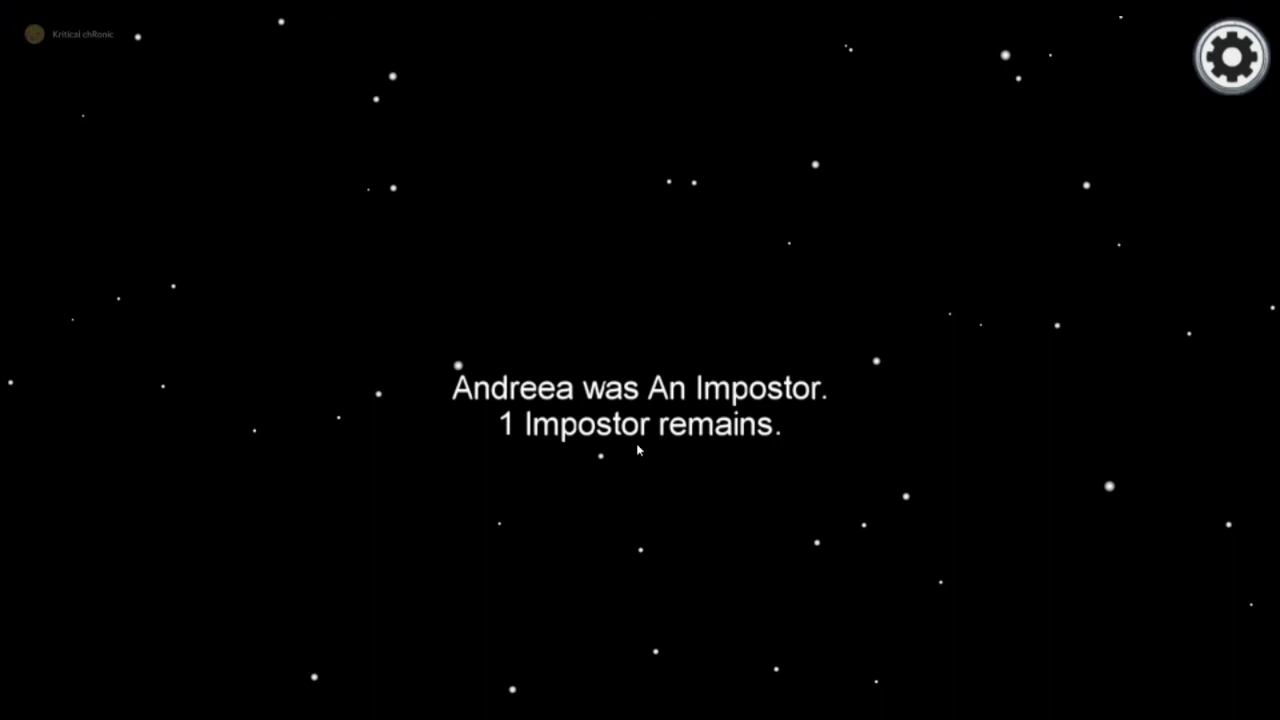 Kritical chRonic
Andreea was An Impostor.
1 Impostor remains.